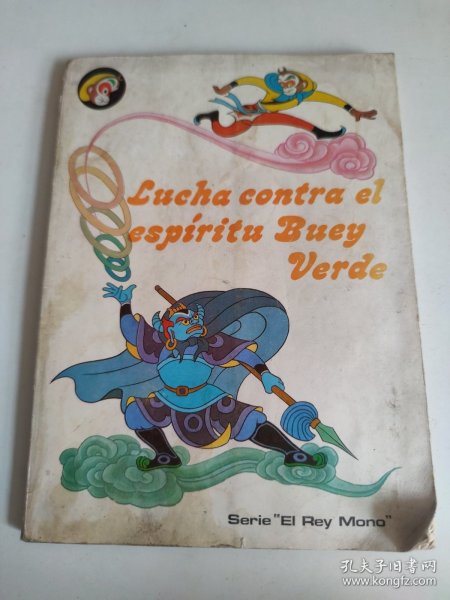 Lucha contra el
espíritu Buey
Verde
Serie "El Rey Mono"
孔夫子旧书网
www.kongfz.com